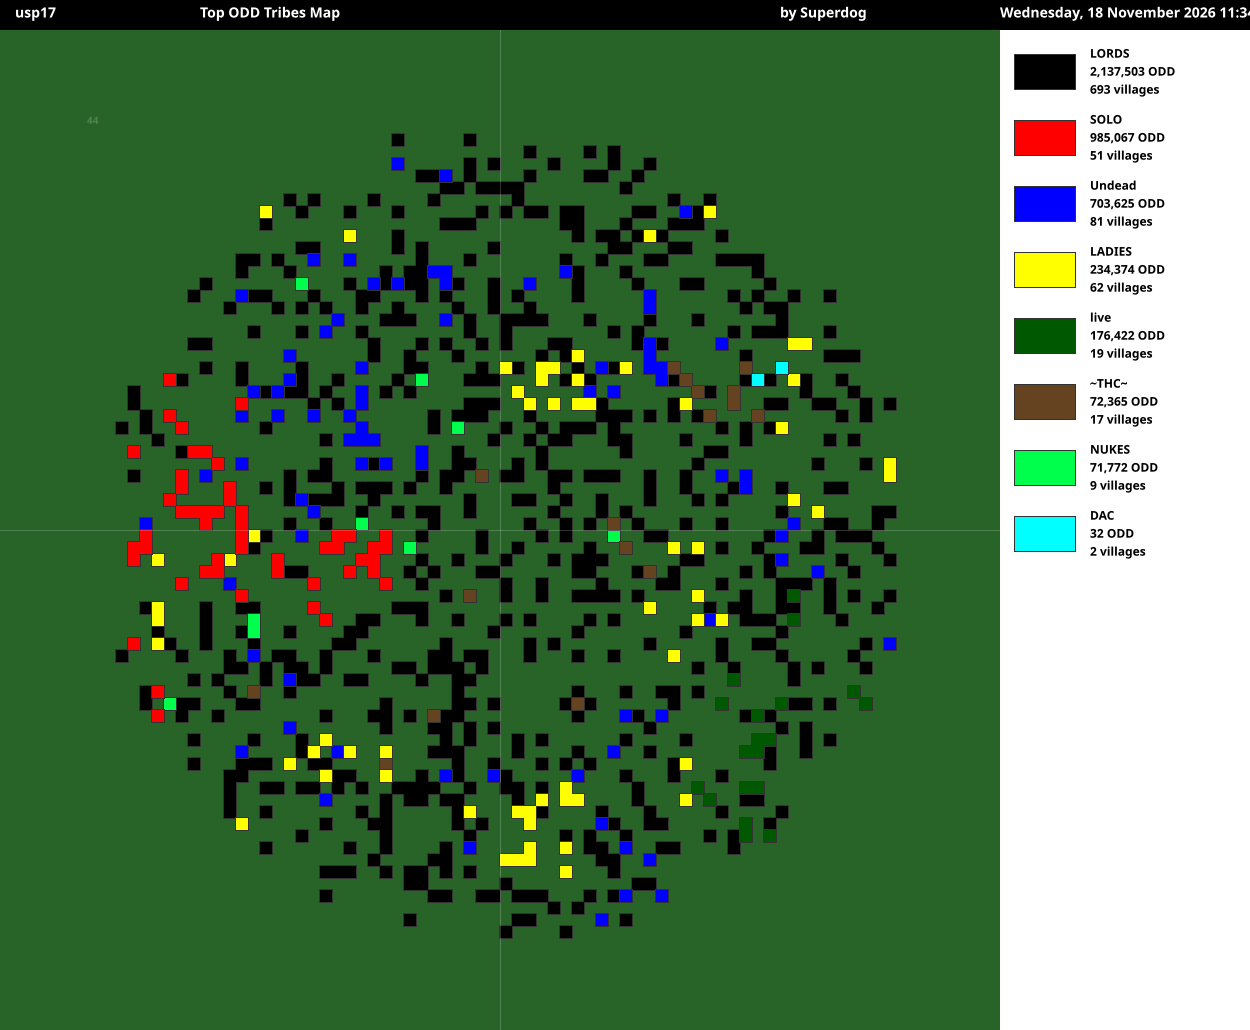 usp17 Top ODD Tribes Map by Superdog Wednesday, 18 November 2026 11:34
44
LORDS
2,137,503 ODD
693 villages
SOLO
985,067 ODD
51 villages
Undead
703,625 ODD
81 villages
LADIES
234,374 ODD
62 villages
live
176,422 ODD
19 villages
~THC~
72,365 ODD
17 villages
NUKES
71,772 ODD
9 villages
DAC
32 ODD
2 villages